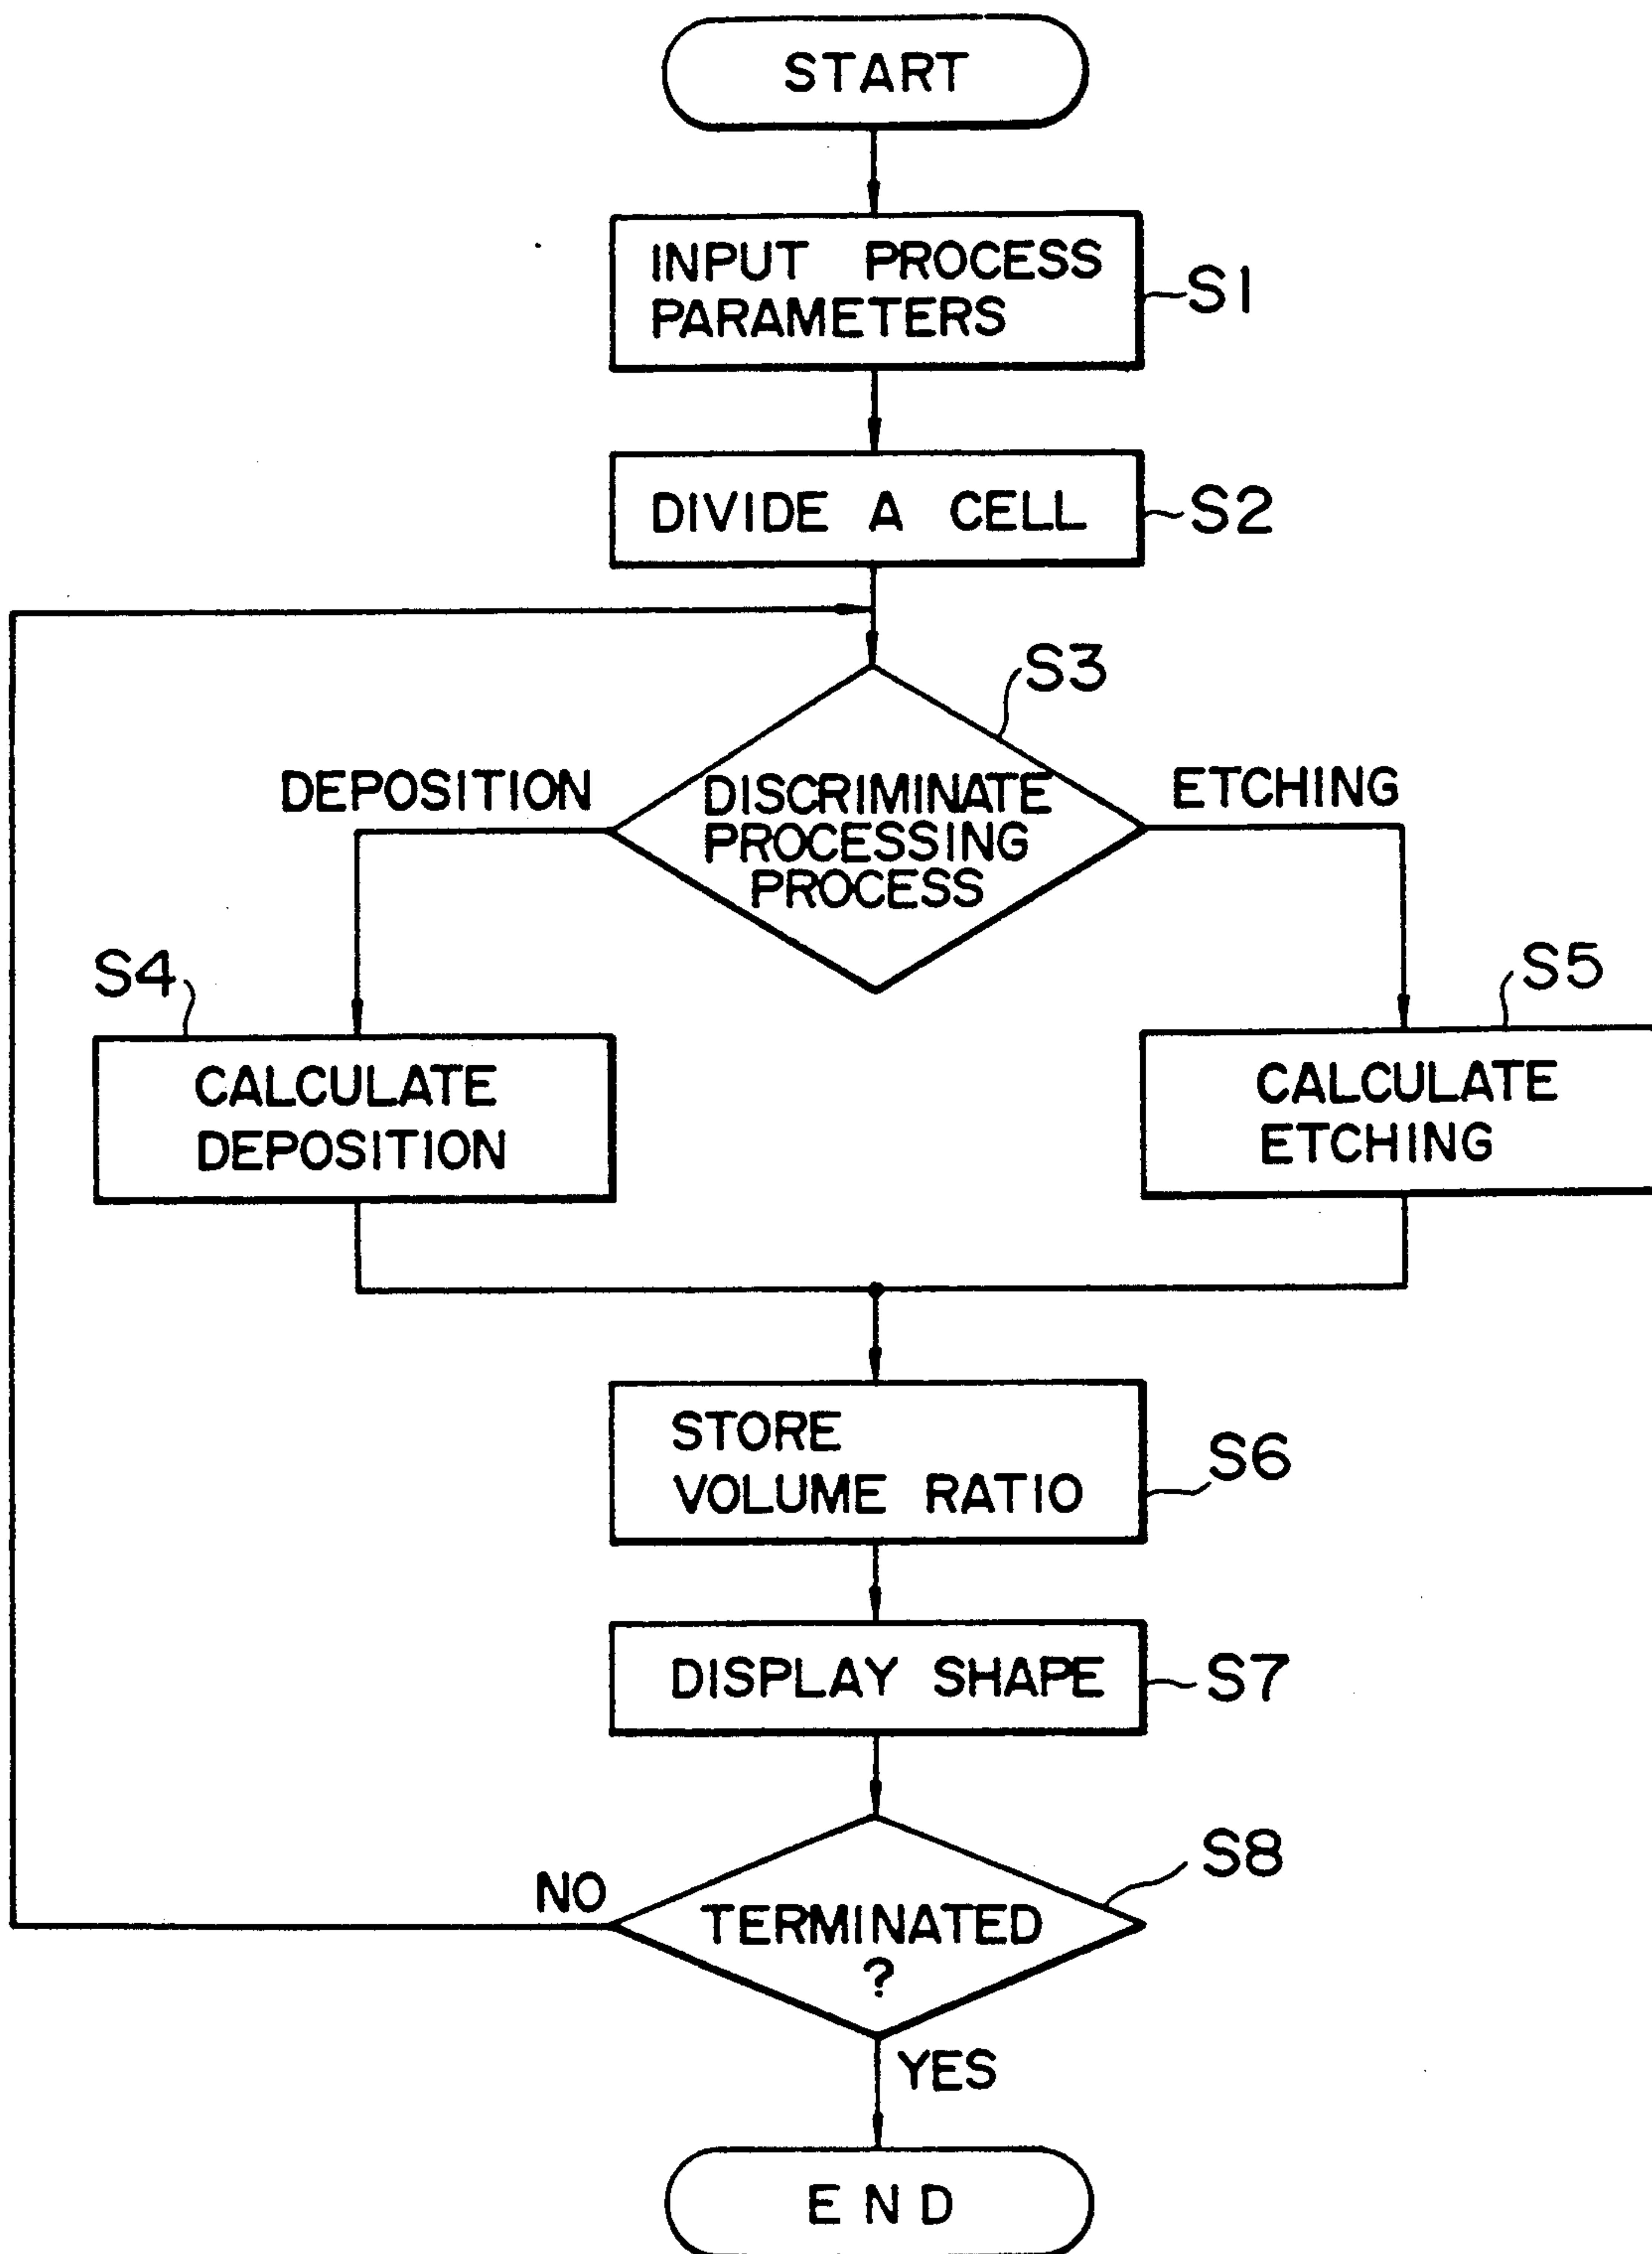 START
INPUT PROCESS
PARAMETERS
S1
DIVIDE A CELL
S2
S3
DEPOSITION
DISCRIMINATE
PROCESSING
PROCESS
ETCHING
S4
S5
CALCULATE
DEPOSITION
CALCULATE
ETCHING
STORE
VOLUME RATIO
S6
DISPLAY SHAPE
S7
S8
NO
TERMINATED
?
YES
END